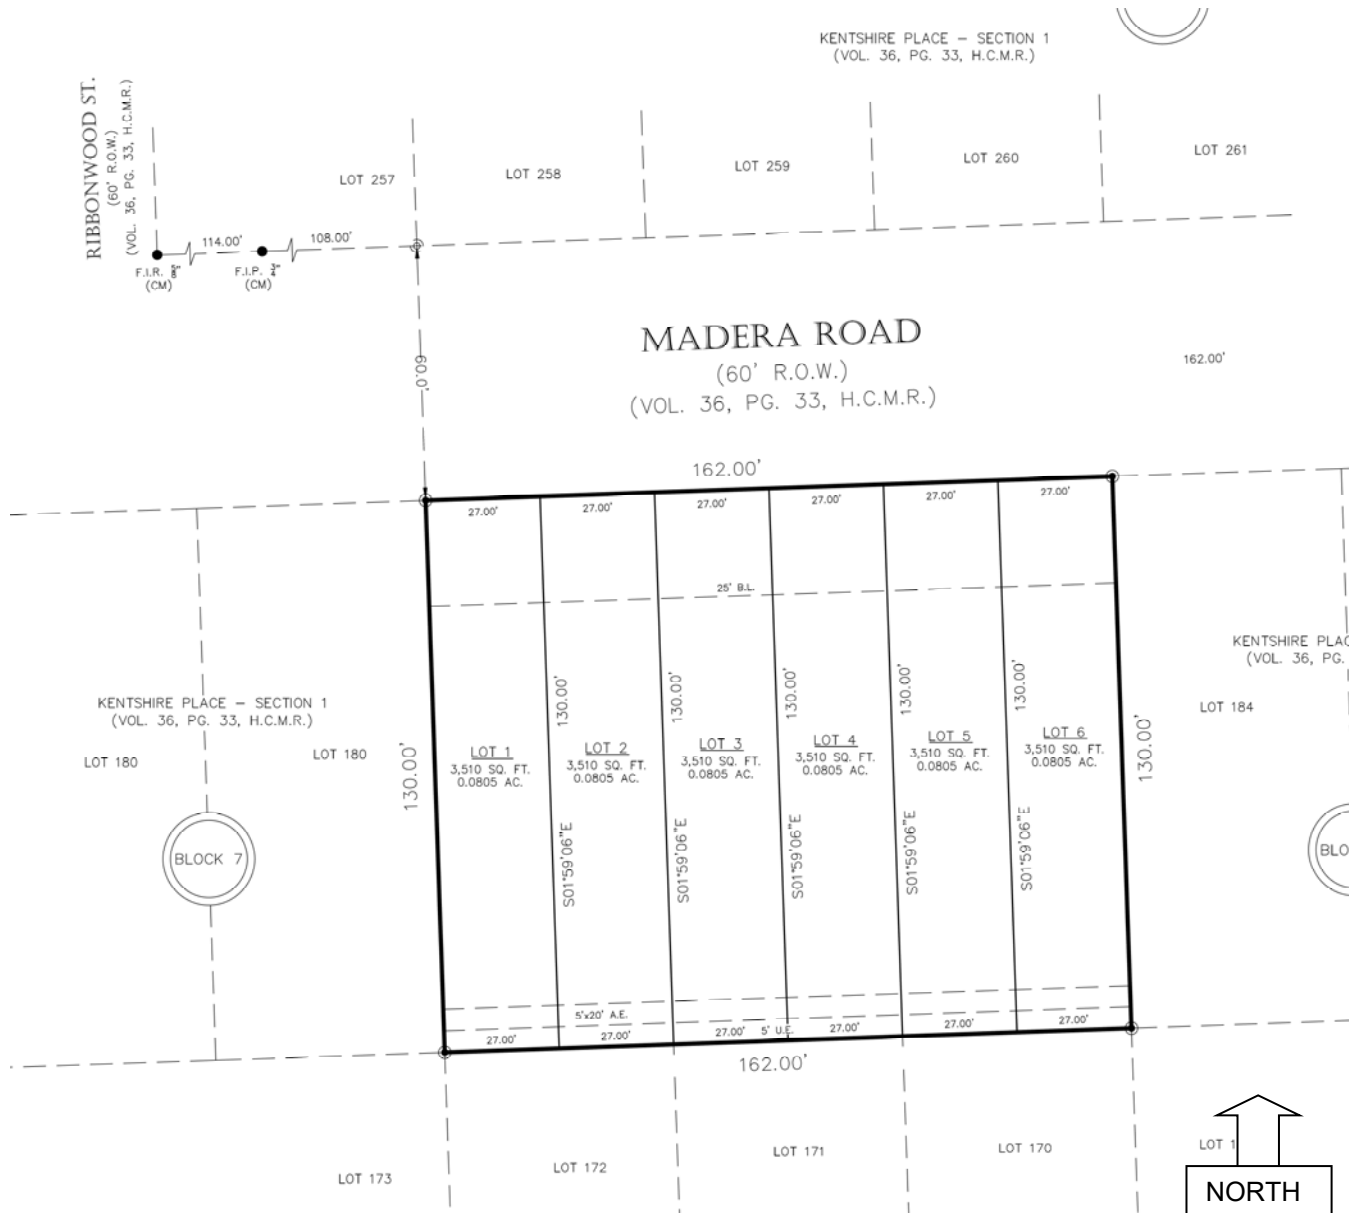 KENTSHIRE PLACE – SECTION 1
(VOL. 36, PG. 33, H.C.M.R.)
RIBBONWOOD ST.
(60' R.O.W.)
(VOL. 36, PG. 33, H.C.M.R.)
LOT 257
LOT 258
LOT 259
LOT 260
LOT 261
114.00'
108.00'
F.I.R. 5/8"
(CM)
F.I.P. 3/4"
(CM)
60.0'
MADERA ROAD
(60' R.O.W.)
(VOL. 36, PG. 33, H.C.M.R.)
162.00'
162.00'
27.00'
27.00'
27.00'
27.00'
27.00'
27.00'
25' B.L.
KENTSHIRE PLACE – SECTION 1
(VOL. 36, PG. 33, H.C.M.R.)
LOT 180
LOT 180
BLOCK 7
130.00'
LOT 1
3,510 SQ. FT.
0.0805 AC.
130.00'
S01°59'06"E
LOT 2
3,510 SQ. FT.
0.0805 AC.
130.00'
S01°59'06"E
LOT 3
3,510 SQ. FT.
0.0805 AC.
130.00'
S01°59'06"E
LOT 4
3,510 SQ. FT.
0.0805 AC.
130.00'
S01°59'06"E
LOT 5
3,510 SQ. FT.
0.0805 AC.
130.00'
S01°59'06"E
LOT 6
3,510 SQ. FT.
0.0805 AC.
130.00'
KENTSHIRE PLAC
(VOL. 36, PG.
LOT 184
BLO
5'x20' A.E.
5' U.E.
27.00'
27.00'
27.00'
27.00'
27.00'
27.00'
162.00'
LOT 173
LOT 172
LOT 171
LOT 170
LOT 1
NORTH